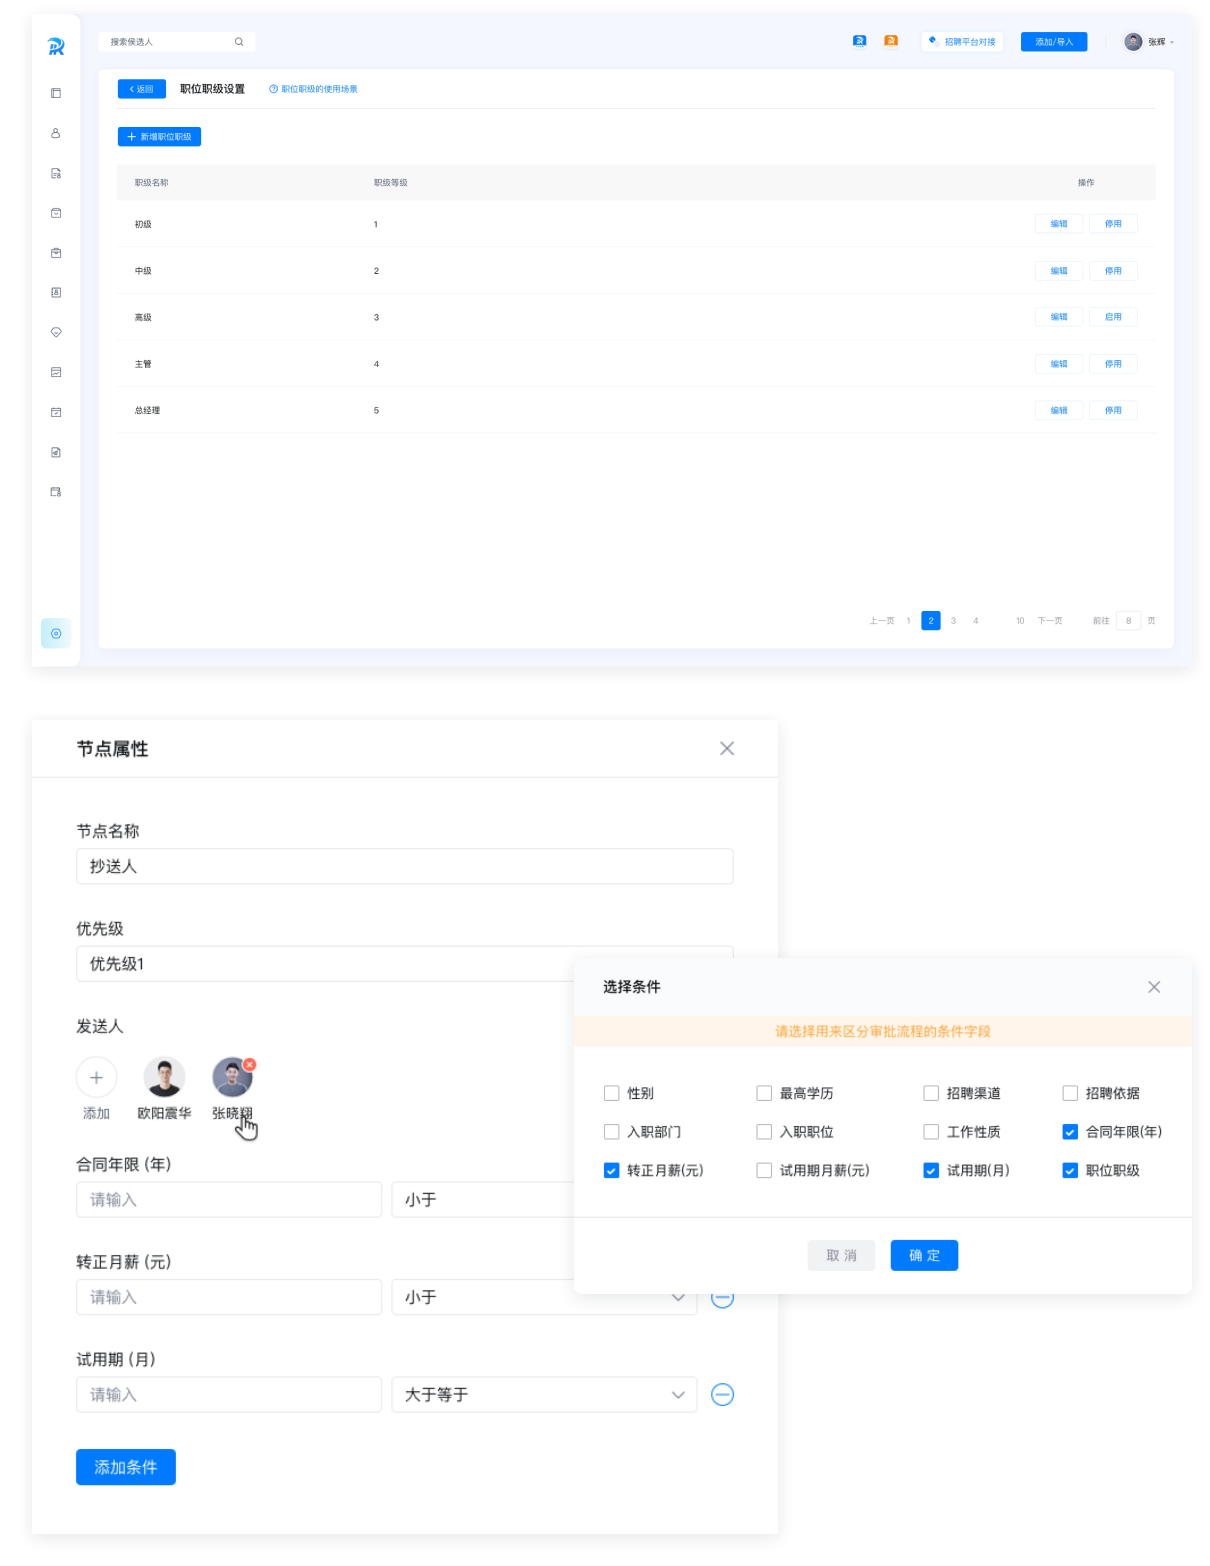 搜索候选人
招聘平台对接
添加/导入
张辉
返回
职位职级设置
职位职级的使用场景
新增职位职级
职级名称 职级等级 操作
初级 1 编辑 停用
中级 2 编辑 停用
高级 3 编辑 启用
主管 4 编辑 停用
总经理 5 编辑 停用
上一页 1 2 3 4 10 下一页 前往 8 页
节点属性
节点名称
抄送人
优先级
优先级1
发送人
添加 欧阳震华 张晓翔
合同年限 (年)
请输入 小于
转正月薪 (元)
请输入 小于
试用期 (月)
请输入 大于等于
添加条件
选择条件
请选择用来区分审批流程的条件字段
性别 最高学历 招聘渠道 招聘依据
入职部门 入职职位 工作性质 合同年限(年)
转正月薪(元) 试用期月薪(元) 试用期(月) 职位职级
取 消 确 定